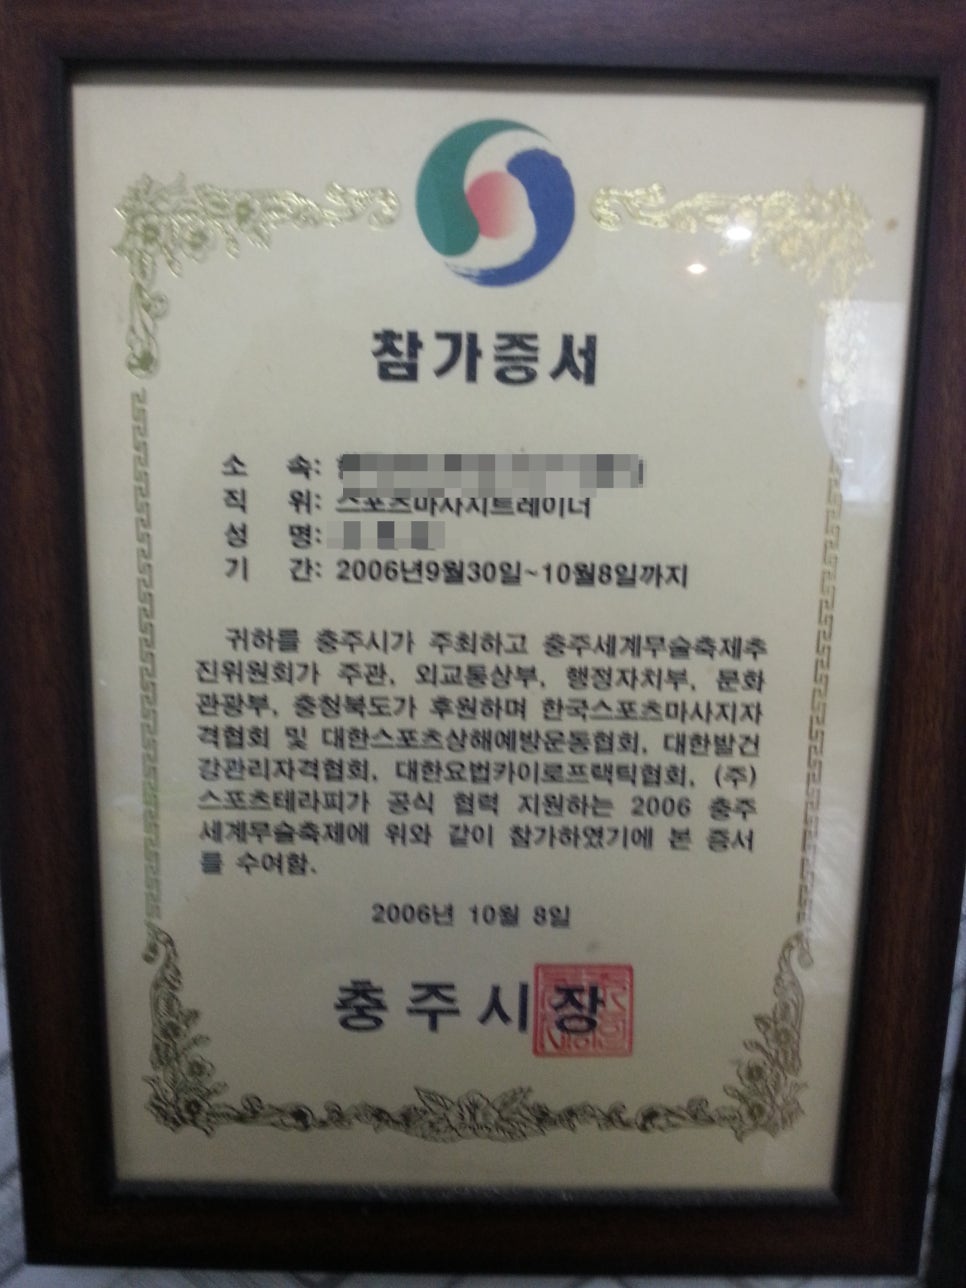 참가증서
소 속:
직 위: 스포츠마사지트레이너
성 명:
기 간: 2006년9월30일~10월8일까지
귀하를 충주시가 주최하고 충주세계무술축제추
진위원회가 주관, 외교통상부, 행정자치부, 문화
관광부, 충청북도가 후원하며 한국스포츠마사지자
격협회 및 대한스포츠상해예방운동협회, 대한발건
강관리자격협회, 대한요법카이로프랙틱협회, (주)
스포츠테라피가 공식 협력 지원하는 2006 충주
세계무술축제에 위와 같이 참가하였기에 본 증서
를 수여함.
2006년 10월 8일
충주시장